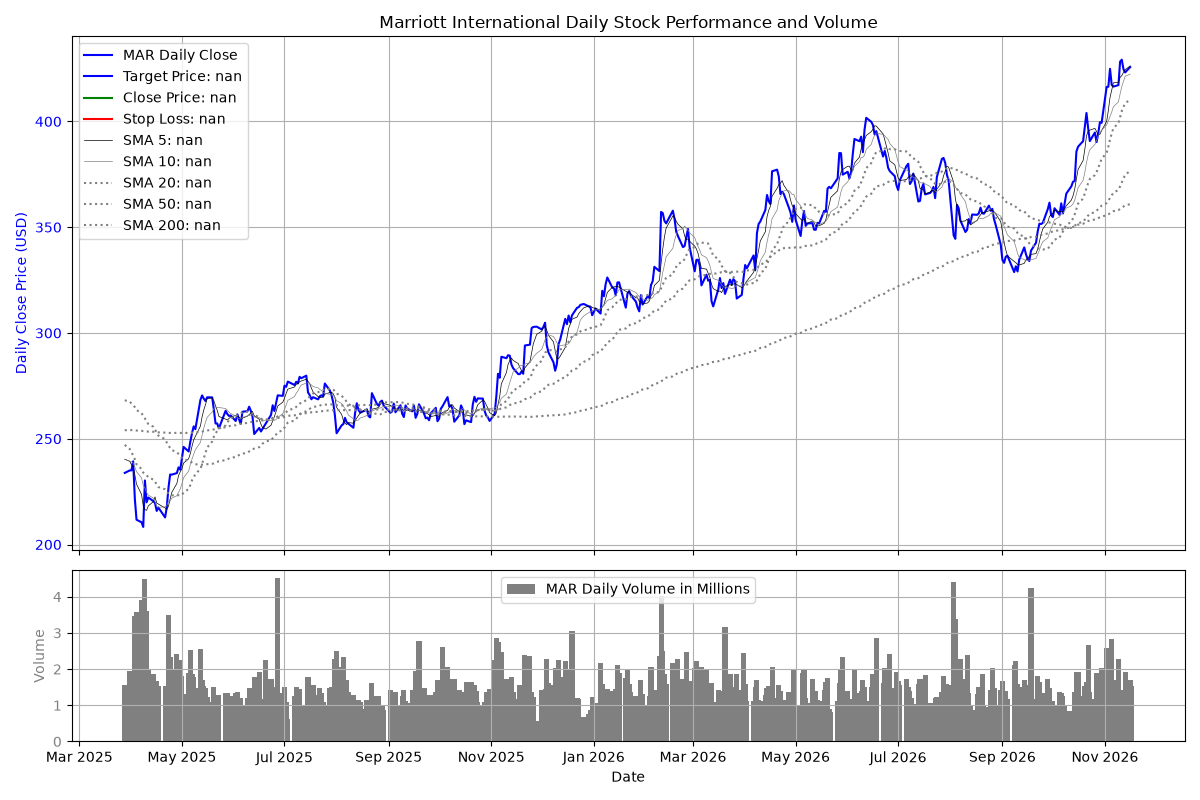 Marriott International Daily Stock Performance and Volume
MAR Daily Close
Target Price: nan
Close Price: nan
Stop Loss: nan
SMA 5: nan
SMA 10: nan
SMA 20: nan
SMA 50: nan
SMA 200: nan
Daily Close Price (USD)
400
350
300
250
200
MAR Daily Volume in Millions
Volume
4
3
2
1
0
Mar 2025 May 2025 Jul 2025 Sep 2025 Nov 2025 Jan 2026 Mar 2026 May 2026 Jul 2026 Sep 2026 Nov 2026
Date